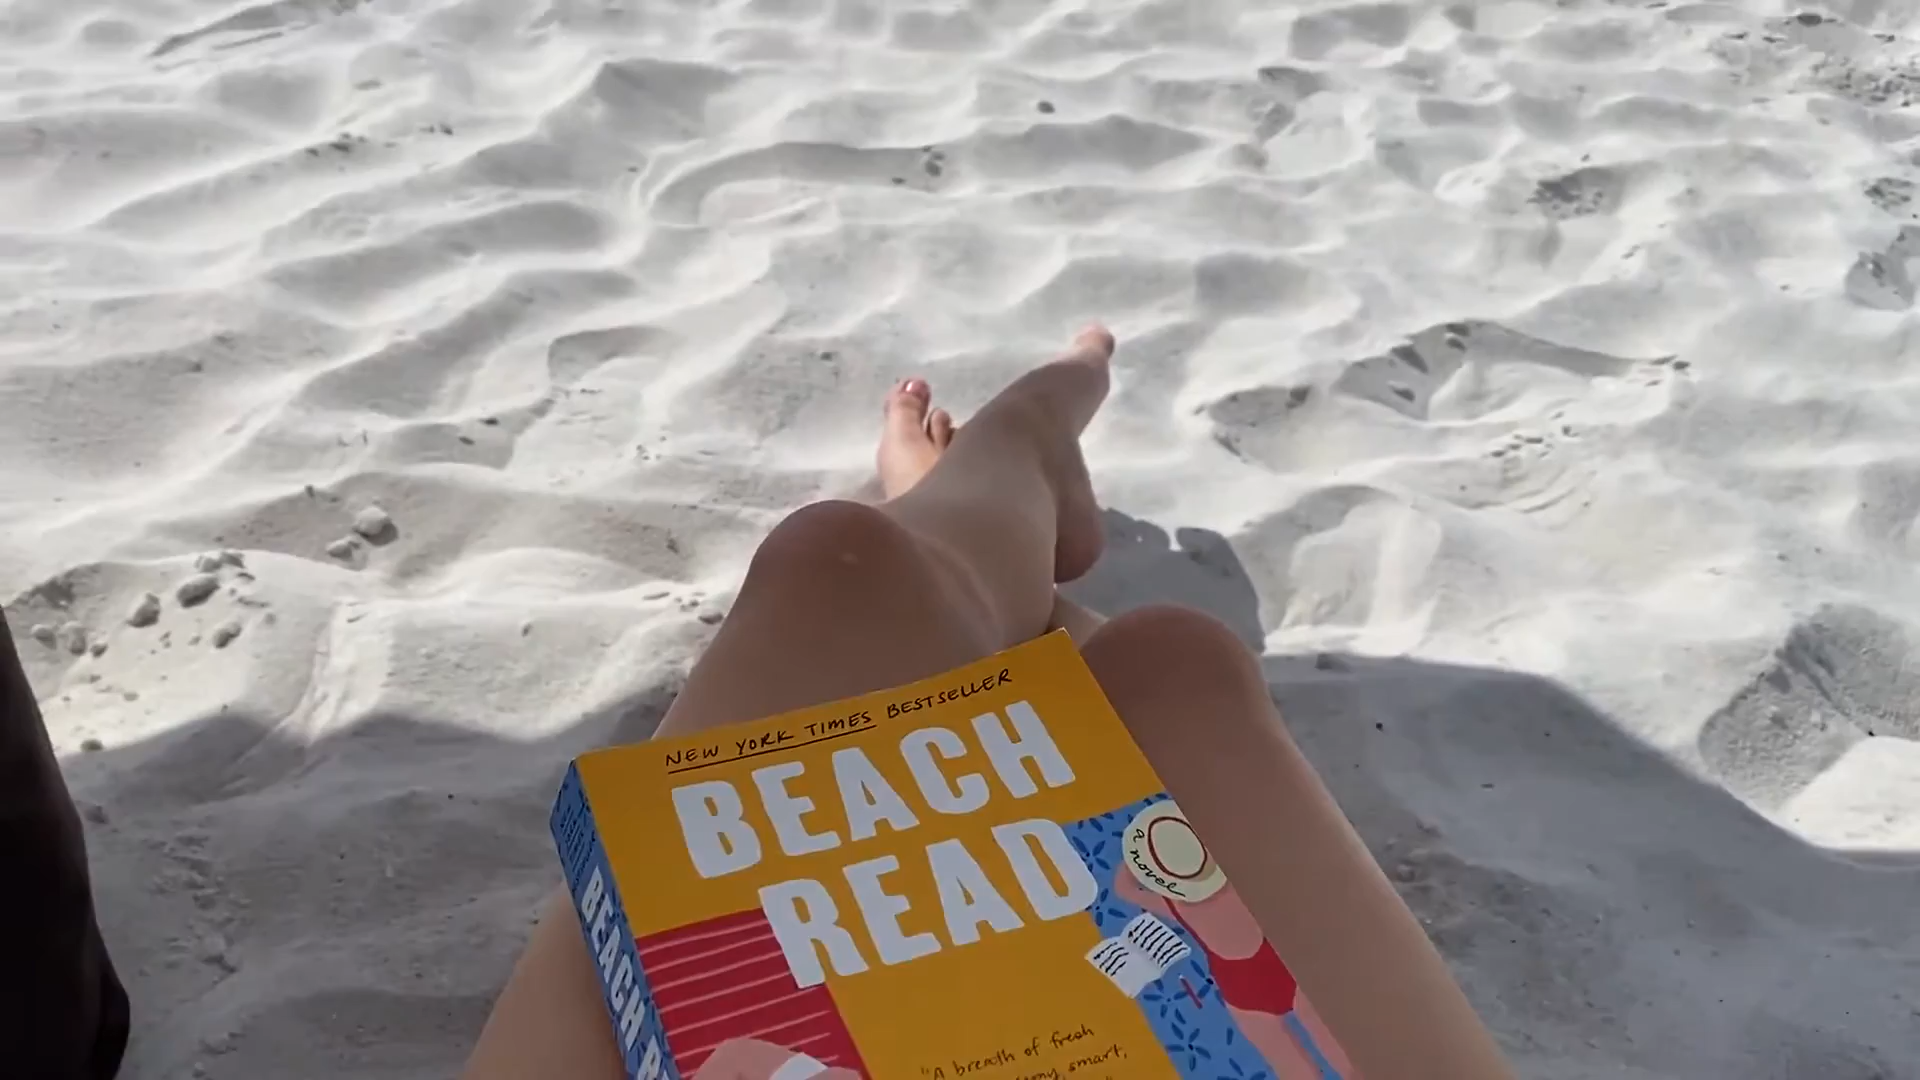 NEW YORK TIMES BESTSELLER
BEACH
READ
a novel
"A breath of fresh
smart,
BEACH